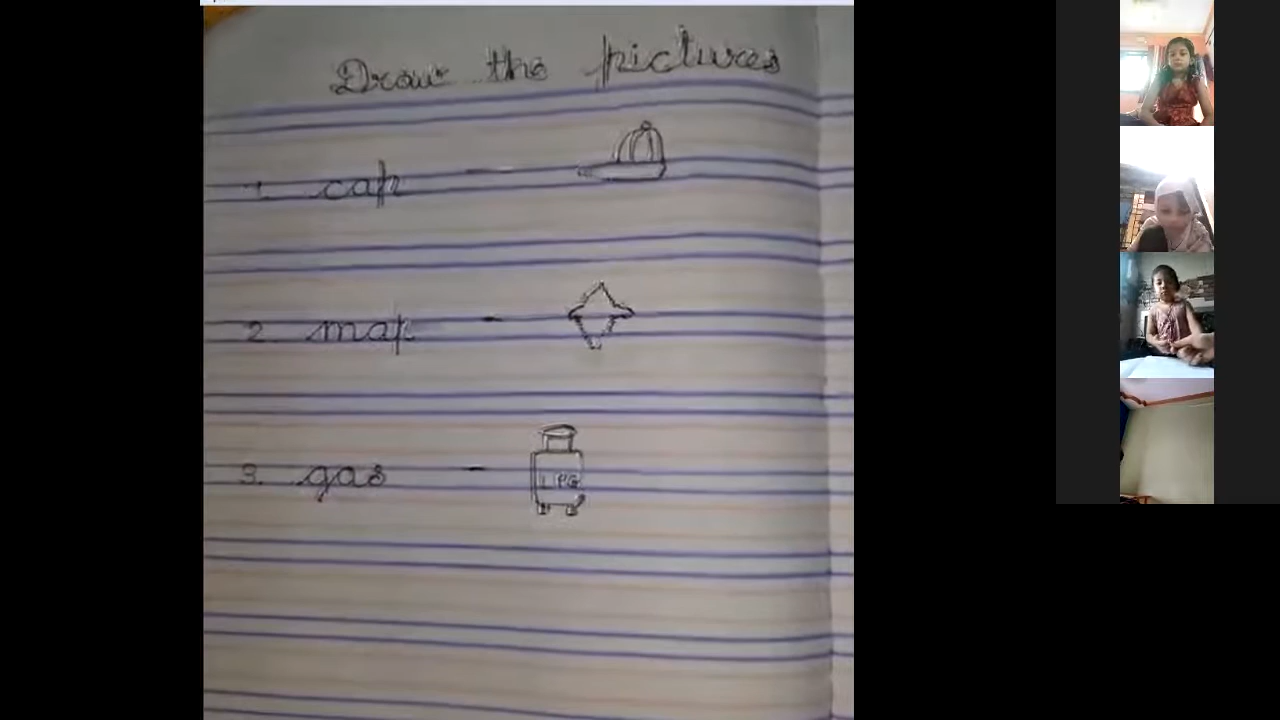 Draw the pictures
1. cap -
2. map -
3. gas -
LPG